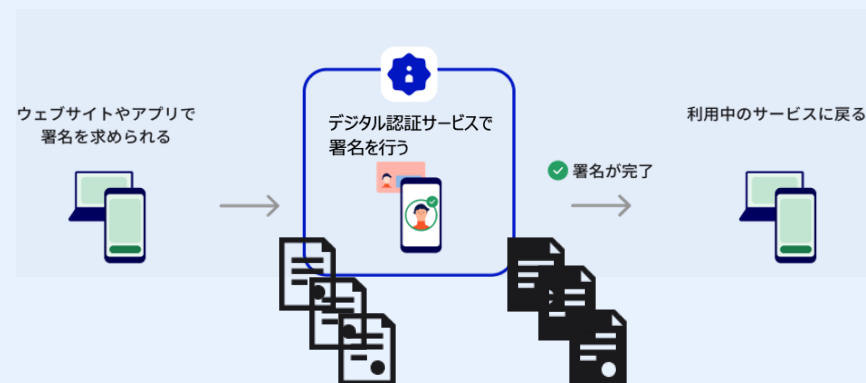 ウェブサイトやアプリで
署名を求められる
デジタル認証サービスで
署名を行う
署名が完了
利用中のサービスに戻る